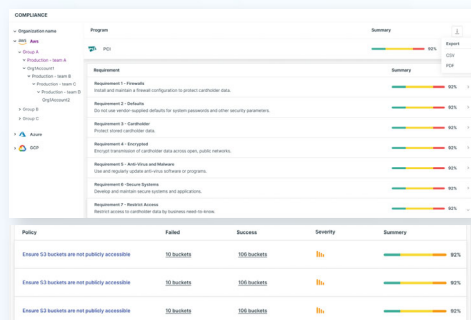 COMPLIANCE
Organization name
Program
Summary
aws Aws
PCI
92%
Export
CSV
PDF
Group A
Production - team A
Org1Account1
Production - team B
Production - team C
Production - team D
Org1Account2
Group B
Group C
Azure
GCP
Requirement
Summary
Requirement 1 - Firewalls
Install and maintain a firewall configuration to protect cardholder data.
92%
Requirement 2 - Defaults
Do not use vendor-supplied defaults for system passwords and other security parameters.
92%
Requirement 3 - Cardholder
Protect stored cardholder data.
92%
Requirement 4 - Encrypted
Encrypt transmission of cardholder data across open, public networks.
92%
Requirement 5 - Anti-Virus and Malware
Use and regularly update anti-virus software or programs.
92%
Requirement 6 -Secure Systems
Develop and maintain secure systems and applications.
92%
Requirement 7 - Restrict Access
Restrict access to cardholder data by business need-to-know
92%
Policy
Failed
Success
Severity
Summary
Ensure S3 buckets are not publicly accessible
10 buckets
106 buckets
92%
Ensure S3 buckets are not publicly accessible
10 buckets
106 buckets
92%
Ensure S3 buckets are not publicly accessible
10 buckets
106 buckets
92%